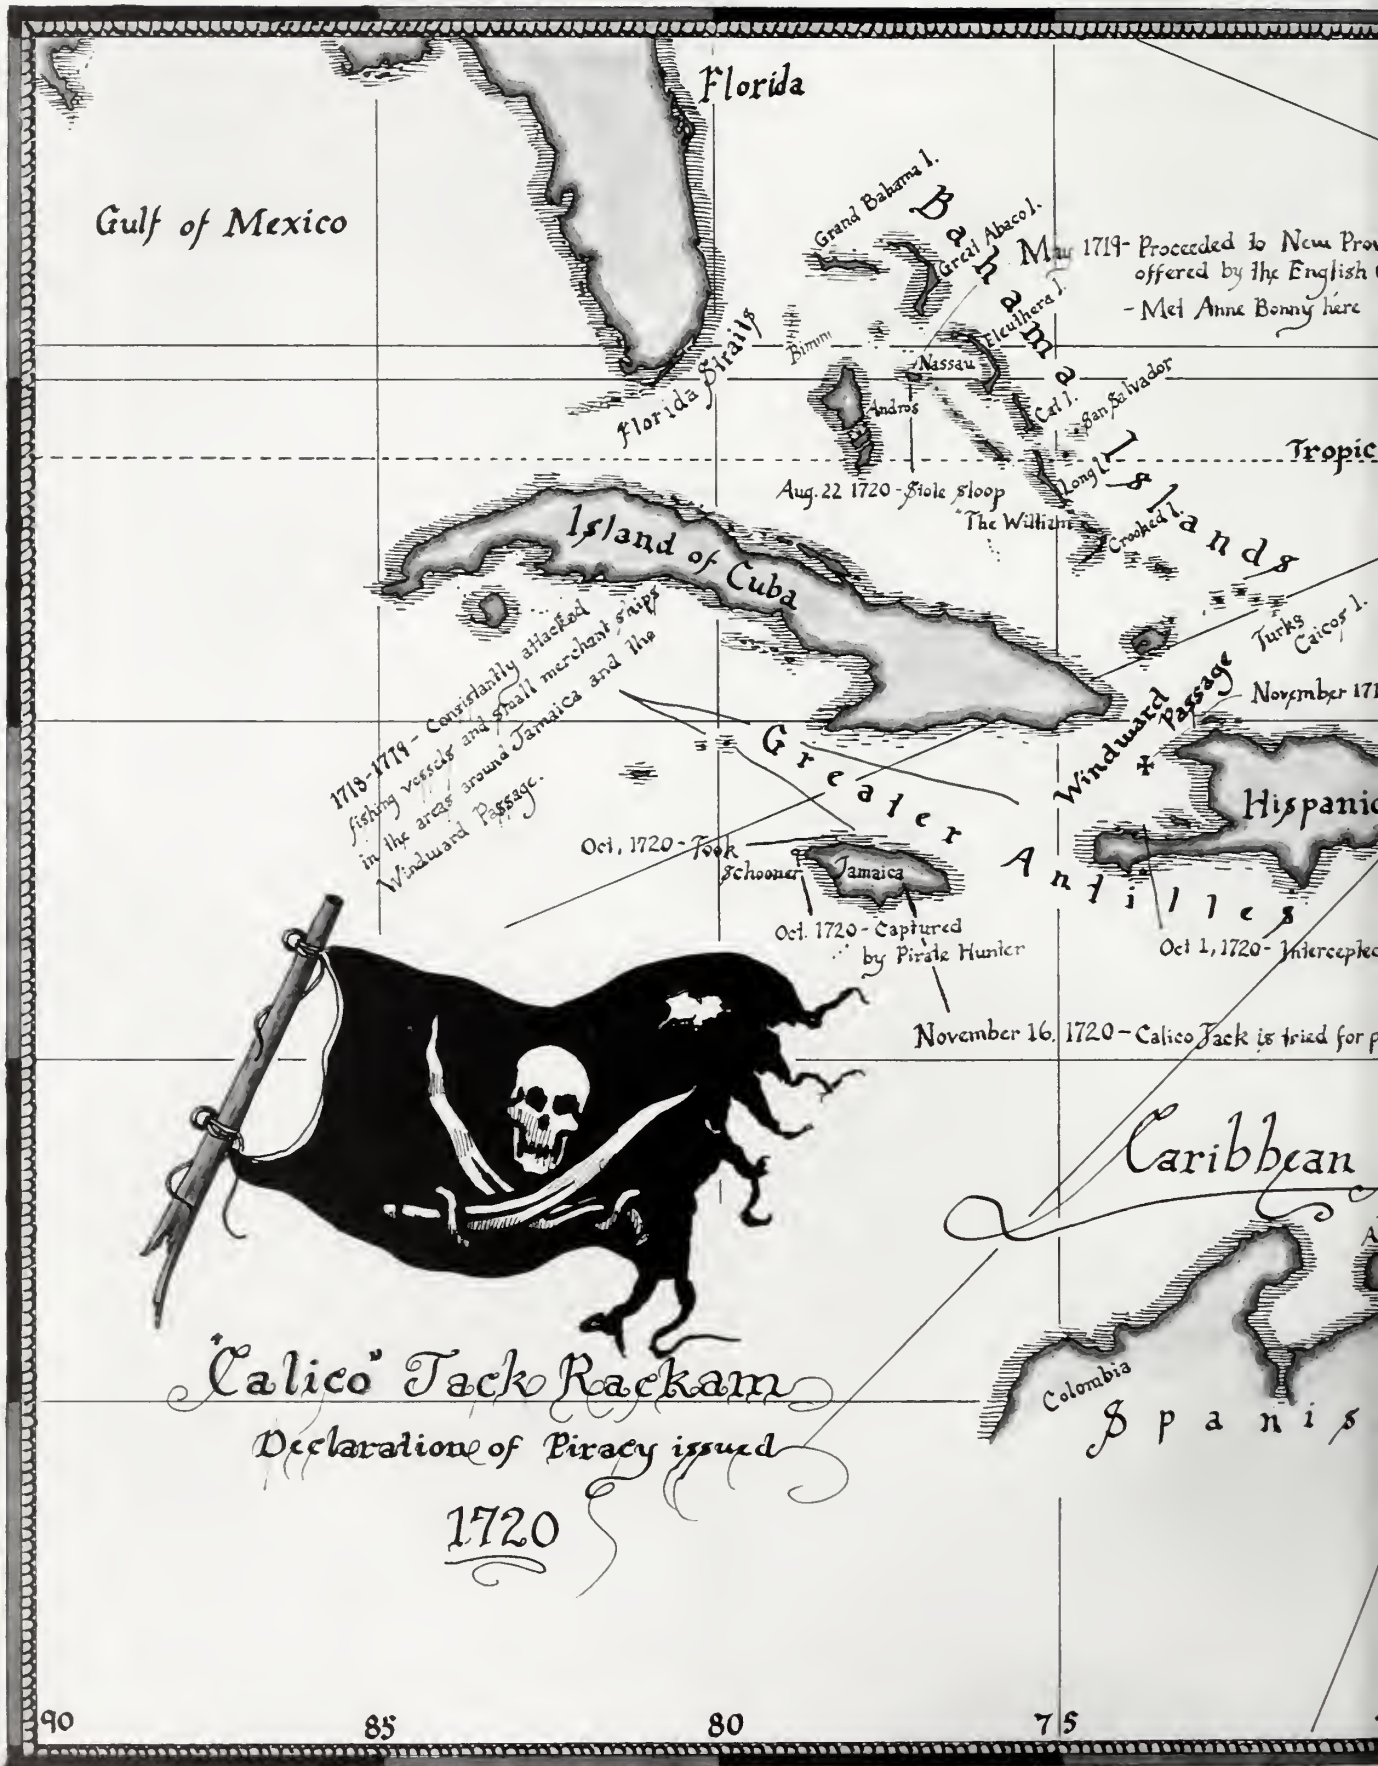 Florida
Gulf of Mexico
Grand Bahama I.
Great Abaco I.
Bahama Islands
May 1719- Proceeded to New Prov
offered by the English
- Met Anne Bonny here
Eleuthera I.
Florida Straits
Bimini
Nassau
Andros
Cat I.
San Salvador
Tropic
Long I.
Aug. 22 1720 - Stole sloop
"The William"
Crooked I.
Island of Cuba
Turks
Caicos I.
1718-1719 - Consistantly attacked
fishing vessels and small merchant ships
in the areas around Jamaica and the
Windward Passage.
Windward
Passage
November 171
Greater Antilles
Hispanio
Oct, 1720 - Took
Schooner
Jamaica
Oct. 1720 - Captured
by Pirate Hunter
Oct 1, 1720 - Intercepted
November 16, 1720 - Calico Jack is tried for p
Caribbean
A
"Calico" Jack Rackam
Declaration of Piracy issued
1720
Colombia
Spanis
90
85
80
75